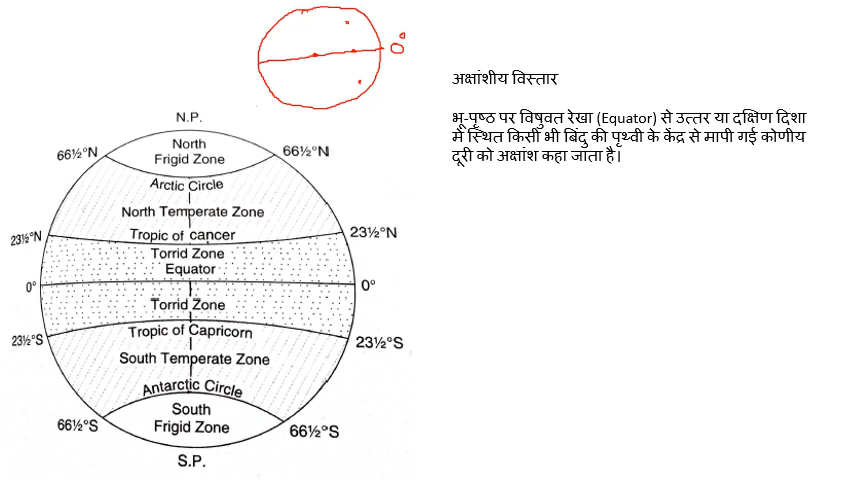 0°
अक्षांशीय विस्तार
भू-पृष्ठ पर विषुवत रेखा (Equator) से उत्तर या दक्षिण दिशा
में स्थित किसी भी बिंदु की पृथ्वी के केंद्र से मापी गई कोणीय
दूरी को अक्षांश कहा जाता है।
N.P.
North
Frigid Zone
66½°N 66½°N
Arctic Circle
North Temperate Zone
23½°N 23½°N
Tropic of cancer
Torrid Zone
Equator
0° 0°
Torrid Zone
Tropic of Capricorn
23½°S 23½°S
South Temperate Zone
Antarctic Circle
South
Frigid Zone
66½°S 66½°S
S.P.